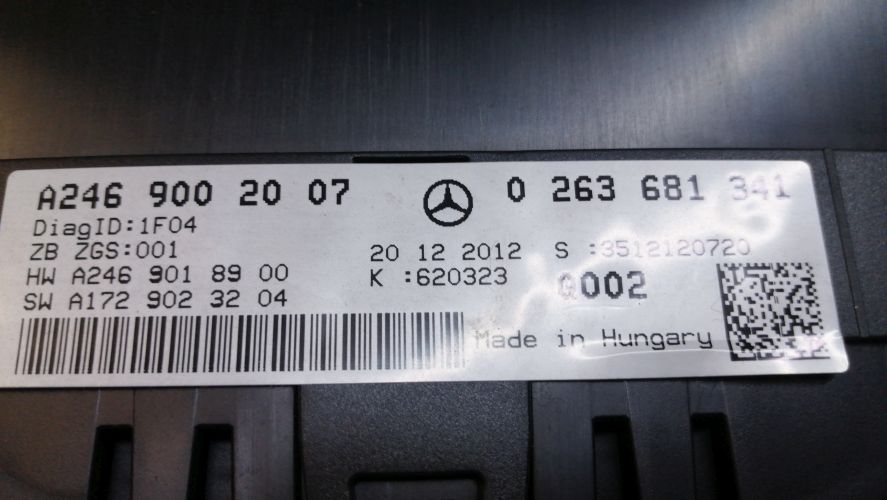 A246 900 20 07 0 263 681 341
DiagID:1F04
ZB ZGS:001 20 12 2012 S :3512120720
HW A246 901 89 00 K :620323 Q002
SW A172 902 32 04
Made in Hungary